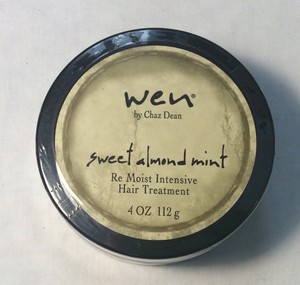 wen®
by Chaz Dean
sweet almond mint
Re Moist Intensive
Hair Treatment
4 OZ 112 g